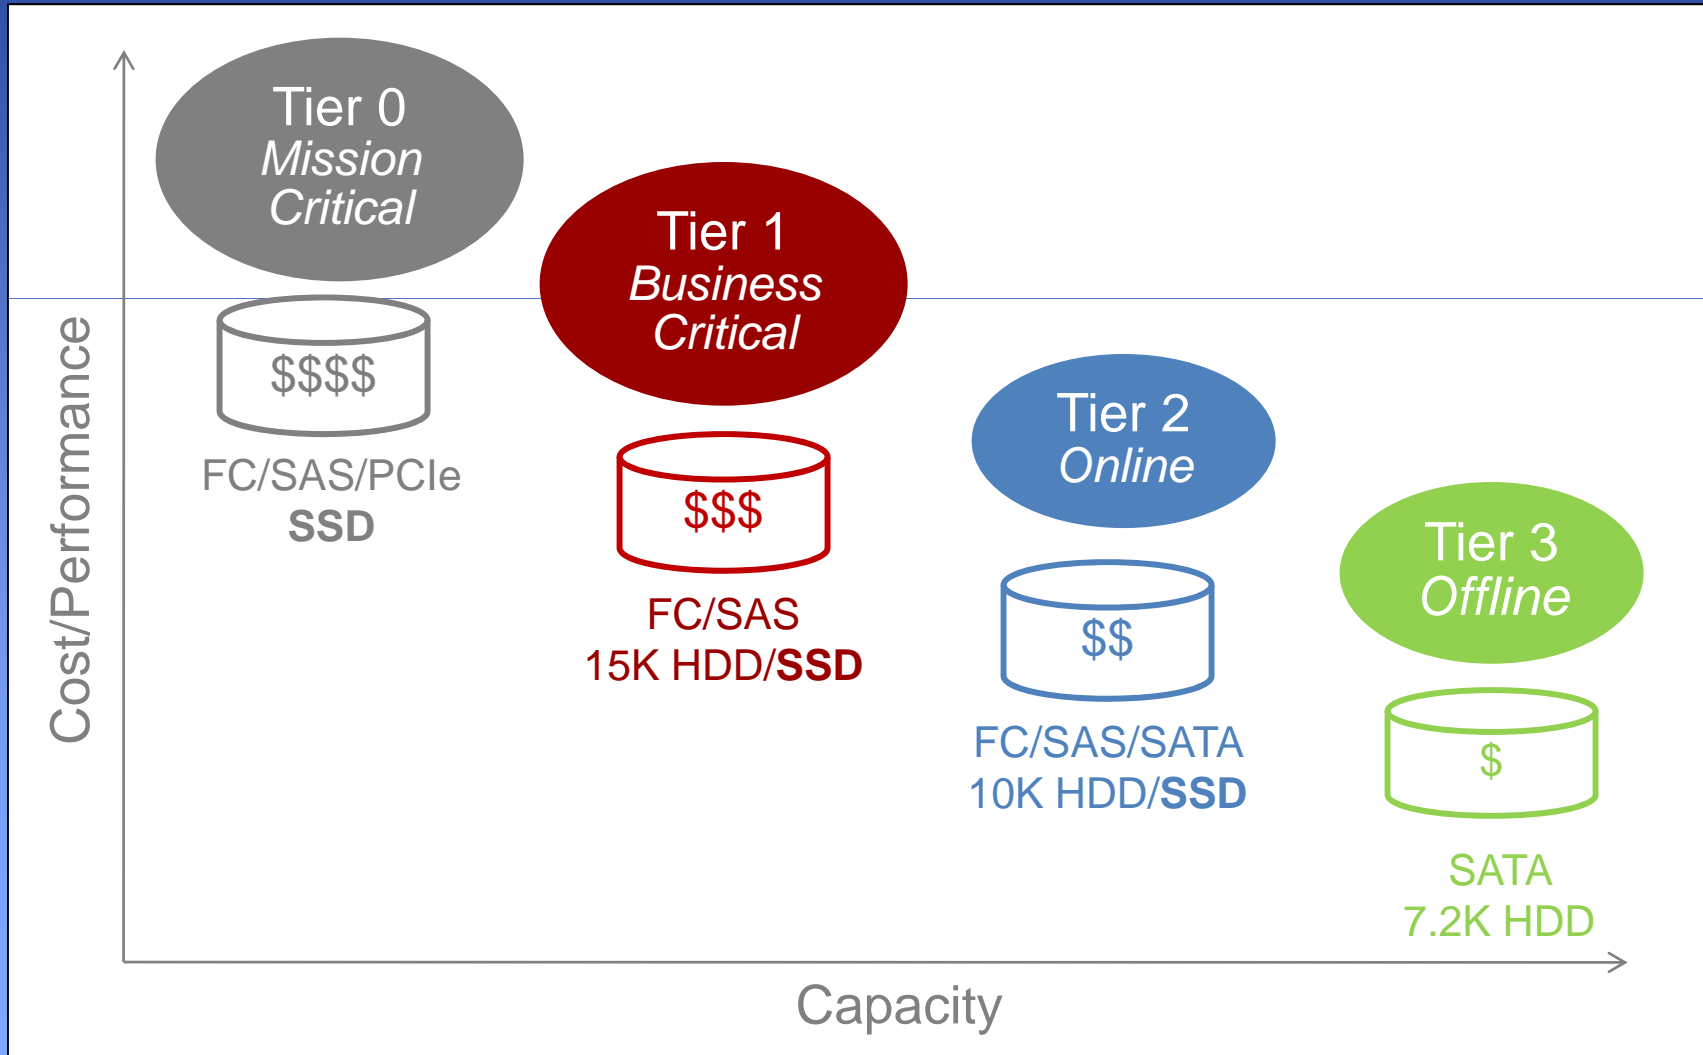 Tier 0
Mission
Critical
$$$$
FC/SAS/PCIe
SSD
Tier 1
Business
Critical
$$$
FC/SAS
15K HDD/SSD
Tier 2
Online
$$
FC/SAS/SATA
10K HDD/SSD
Tier 3
Offline
$
SATA
7.2K HDD
Cost/Performance
Capacity